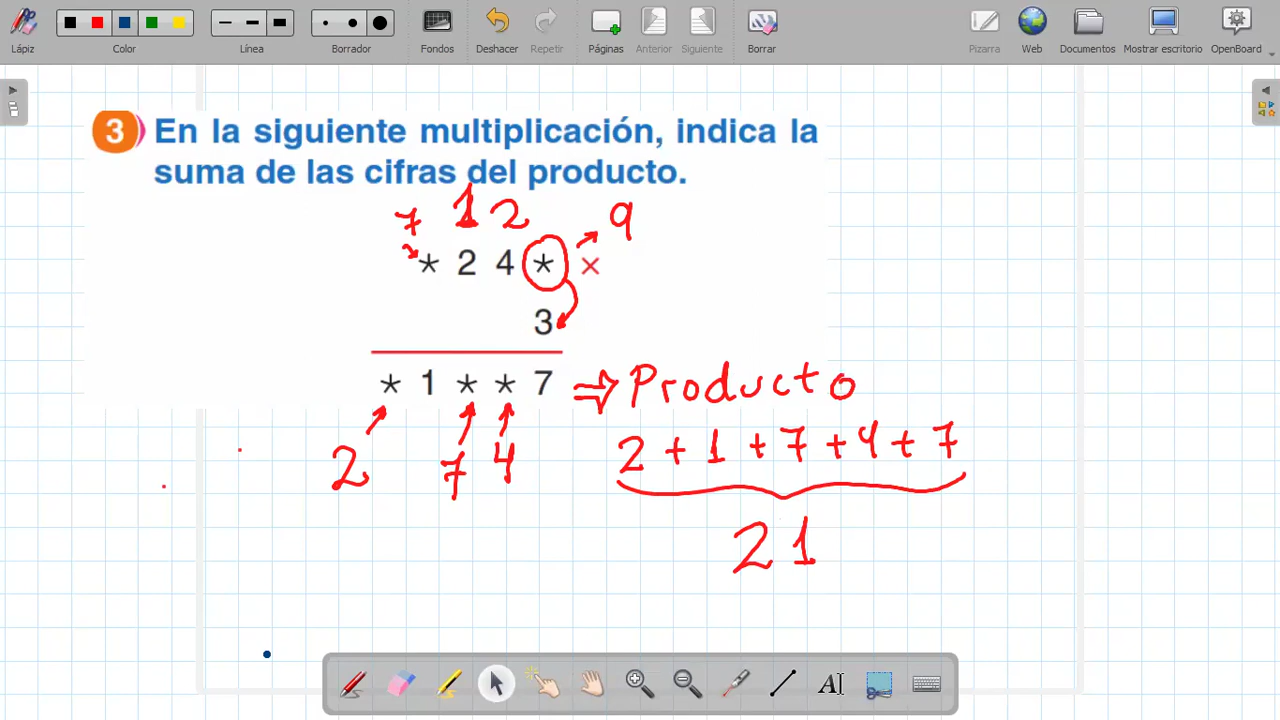 Lápiz Color Línea Borrador Fondos Deshacer Repetir Páginas Anterior Siguiente Borrar Pizarra Web Documentos Mostrar escritorio OpenBoard
3 En la siguiente multiplicación, indica la
suma de las cifras del producto.
7 1 2 9
* 2 4 * ×
3
* 1 * * 7 ⇒ Producto
2 7 4
2 + 1 + 7 + 4 + 7
21